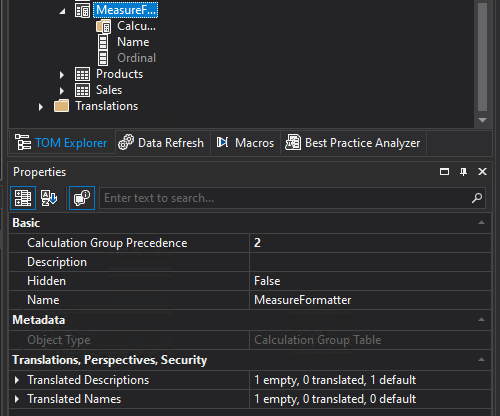 MeasureF...
Calcu...
Name
Ordinal
Products
Sales
Translations
TOM Explorer Data Refresh Macros Best Practice Analyzer
Properties
Enter text to search...
Basic
Calculation Group Precedence 2
Description
Hidden False
Name MeasureFormatter
Metadata
Object Type Calculation Group Table
Translations, Perspectives, Security
Translated Descriptions 1 empty, 0 translated, 1 default
Translated Names 1 empty, 0 translated, 0 default